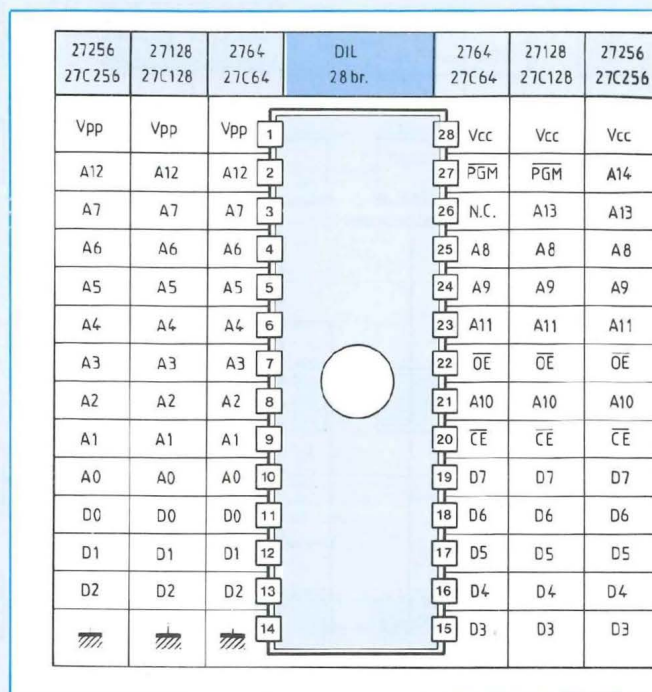 27256 27128 2764 DIL 2764 27128 27256
27C256 27C128 27C64 28 br. 27C64 27C128 27C256
Vpp Vpp Vpp 1 28 Vcc Vcc Vcc
A12 A12 A12 2 27 PGM PGM A14
A7 A7 A7 3 26 N.C. A13 A13
A6 A6 A6 4 25 A8 A8 A8
A5 A5 A5 5 24 A9 A9 A9
A4 A4 A4 6 23 A11 A11 A11
A3 A3 A3 7 22 OE OE OE
A2 A2 A2 8 21 A10 A10 A10
A1 A1 A1 9 20 CE CE CE
A0 A0 A0 10 19 D7 D7 D7
D0 D0 D0 11 18 D6 D6 D6
D1 D1 D1 12 17 D5 D5 D5
D2 D2 D2 13 16 D4 D4 D4
14 15 D3 D3 D3